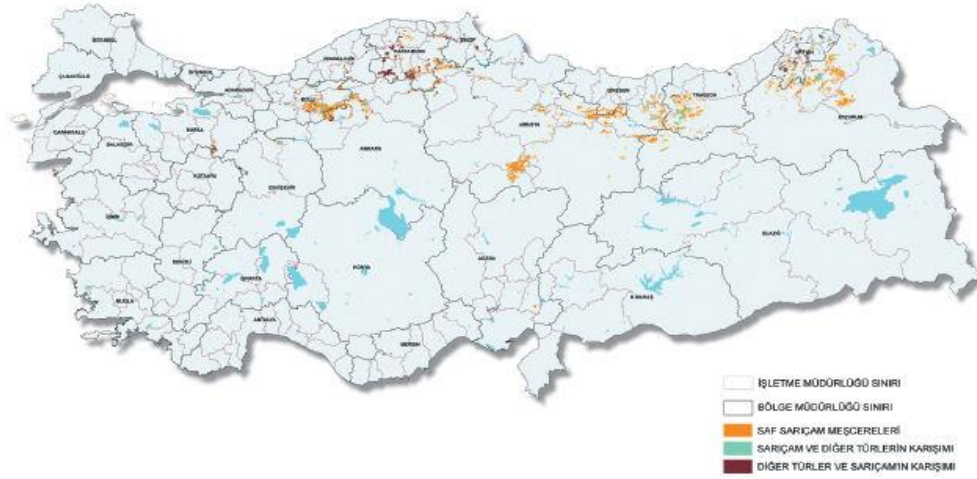 İSTANBUL
ZONGULDAK
KASTAMONU
SİNOP
ÇANAKKALE
BURSA
BALIKESİR
KÜTAHYA
ESKİŞEHİR
ANKARA
AMASYA
GİRESUN
TRABZON
ARTVİN
ERZURUM
İZMİR
DENİZLİ
ISPARTA
KONYA
ADANA
ELAZIĞ
K.MARAŞ
MUĞLA
ANTALYA
MERSİN
İŞLETME MÜDÜRLÜĞÜ SINIRI
BÖLGE MÜDÜRLÜĞÜ SINIRI
SAF SARIÇAM MEŞCERELERİ
SARIÇAM VE DİĞER TÜRLERİN KARIŞIMI
DİĞER TÜRLER VE SARIÇAM'IN KARIŞIMI